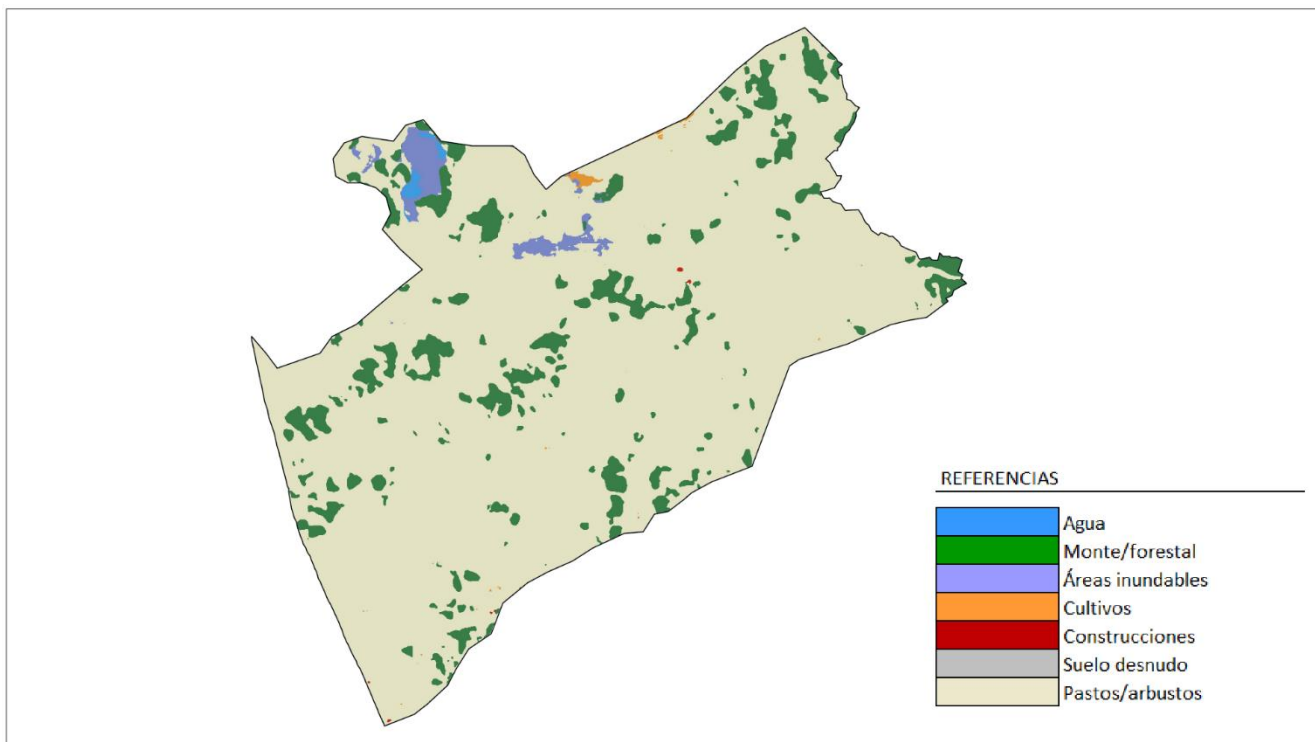 REFERENCIAS
Agua
Monte/forestal
Áreas inundables
Cultivos
Construcciones
Suelo desnudo
Pastos/arbustos